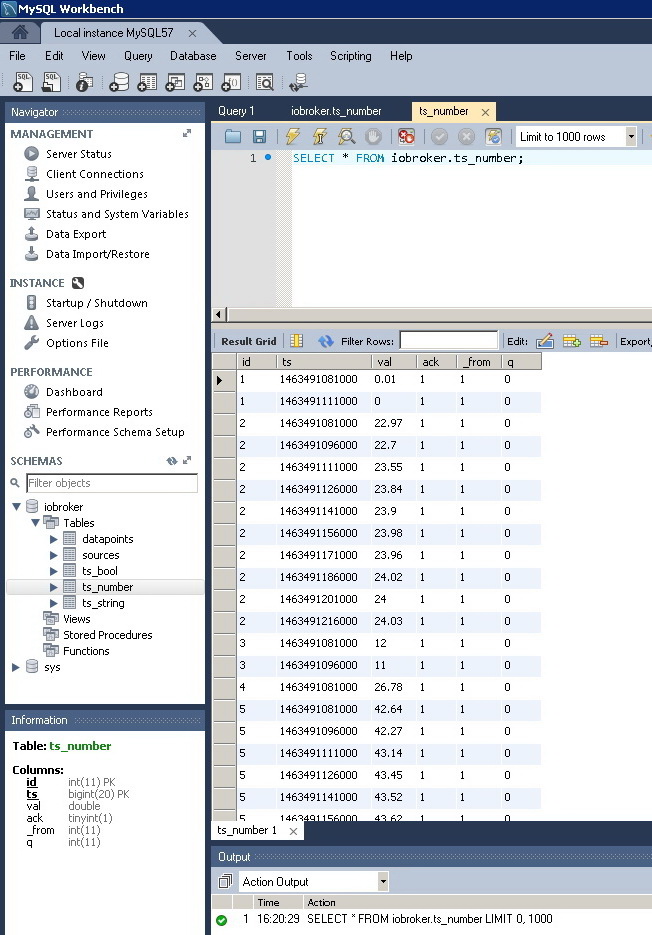 MySQL Workbench
Local instance MySQL57
File Edit View Query Database Server Tools Scripting Help
Navigator
MANAGEMENT
Server Status
Client Connections
Users and Privileges
Status and System Variables
Data Export
Data Import/Restore
INSTANCE
Startup / Shutdown
Server Logs
Options File
PERFORMANCE
Dashboard
Performance Reports
Performance Schema Setup
SCHEMAS
Filter objects
iobroker
Tables
datapoints
sources
ts_bool
ts_number
ts_string
Views
Stored Procedures
Functions
sys
Information
Table: ts_number
Columns:
id int(11) PK
ts bigint(20) PK
val double
ack tinyint(1)
_from int(11)
q int(11)
Query 1 iobroker.ts_number ts_number
Limit to 1000 rows
1 SELECT * FROM iobroker.ts_number;
Result Grid Filter Rows: Edit: Export
id ts val ack _from q
1 1463491081000 0.01 1 1 0
1 1463491111000 0 1 1 0
2 1463491081000 22.97 1 1 0
2 1463491096000 22.7 1 1 0
2 1463491111000 23.55 1 1 0
2 1463491126000 23.84 1 1 0
2 1463491141000 23.9 1 1 0
2 1463491156000 23.98 1 1 0
2 1463491171000 23.96 1 1 0
2 1463491186000 24.02 1 1 0
2 1463491201000 24 1 1 0
2 1463491216000 24.03 1 1 0
3 1463491081000 12 1 1 0
3 1463491096000 11 1 1 0
4 1463491081000 26.78 1 1 0
5 1463491081000 42.64 1 1 0
5 1463491096000 42.27 1 1 0
5 1463491111000 43.14 1 1 0
5 1463491126000 43.45 1 1 0
5 1463491141000 43.52 1 1 0
5 1463491156000 43.62 1 1 0
ts_number 1
Output
Action Output
Time Action
1 16:20:29 SELECT * FROM iobroker.ts_number LIMIT 0, 1000